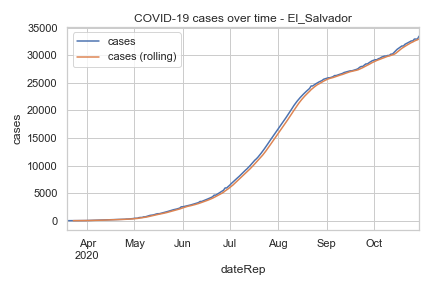 COVID-19 cases over time - El_Salvador
cases
cases (rolling)
cases
35000
30000
25000
20000
15000
10000
5000
0
Apr
2020
May
Jun
Jul
Aug
Sep
Oct
dateRep